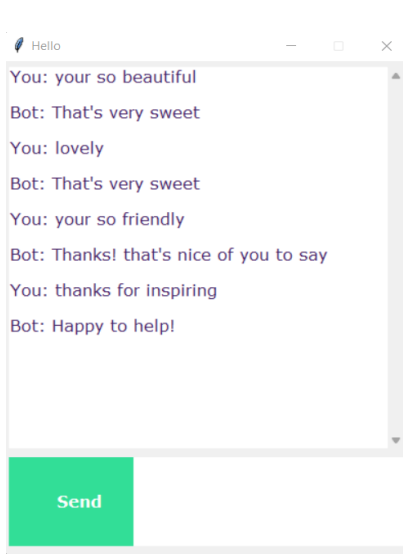 Hello
You: your so beautiful
Bot: That's very sweet
You: lovely
Bot: That's very sweet
You: your so friendly
Bot: Thanks! that's nice of you to say
You: thanks for inspiring
Bot: Happy to help!
Send